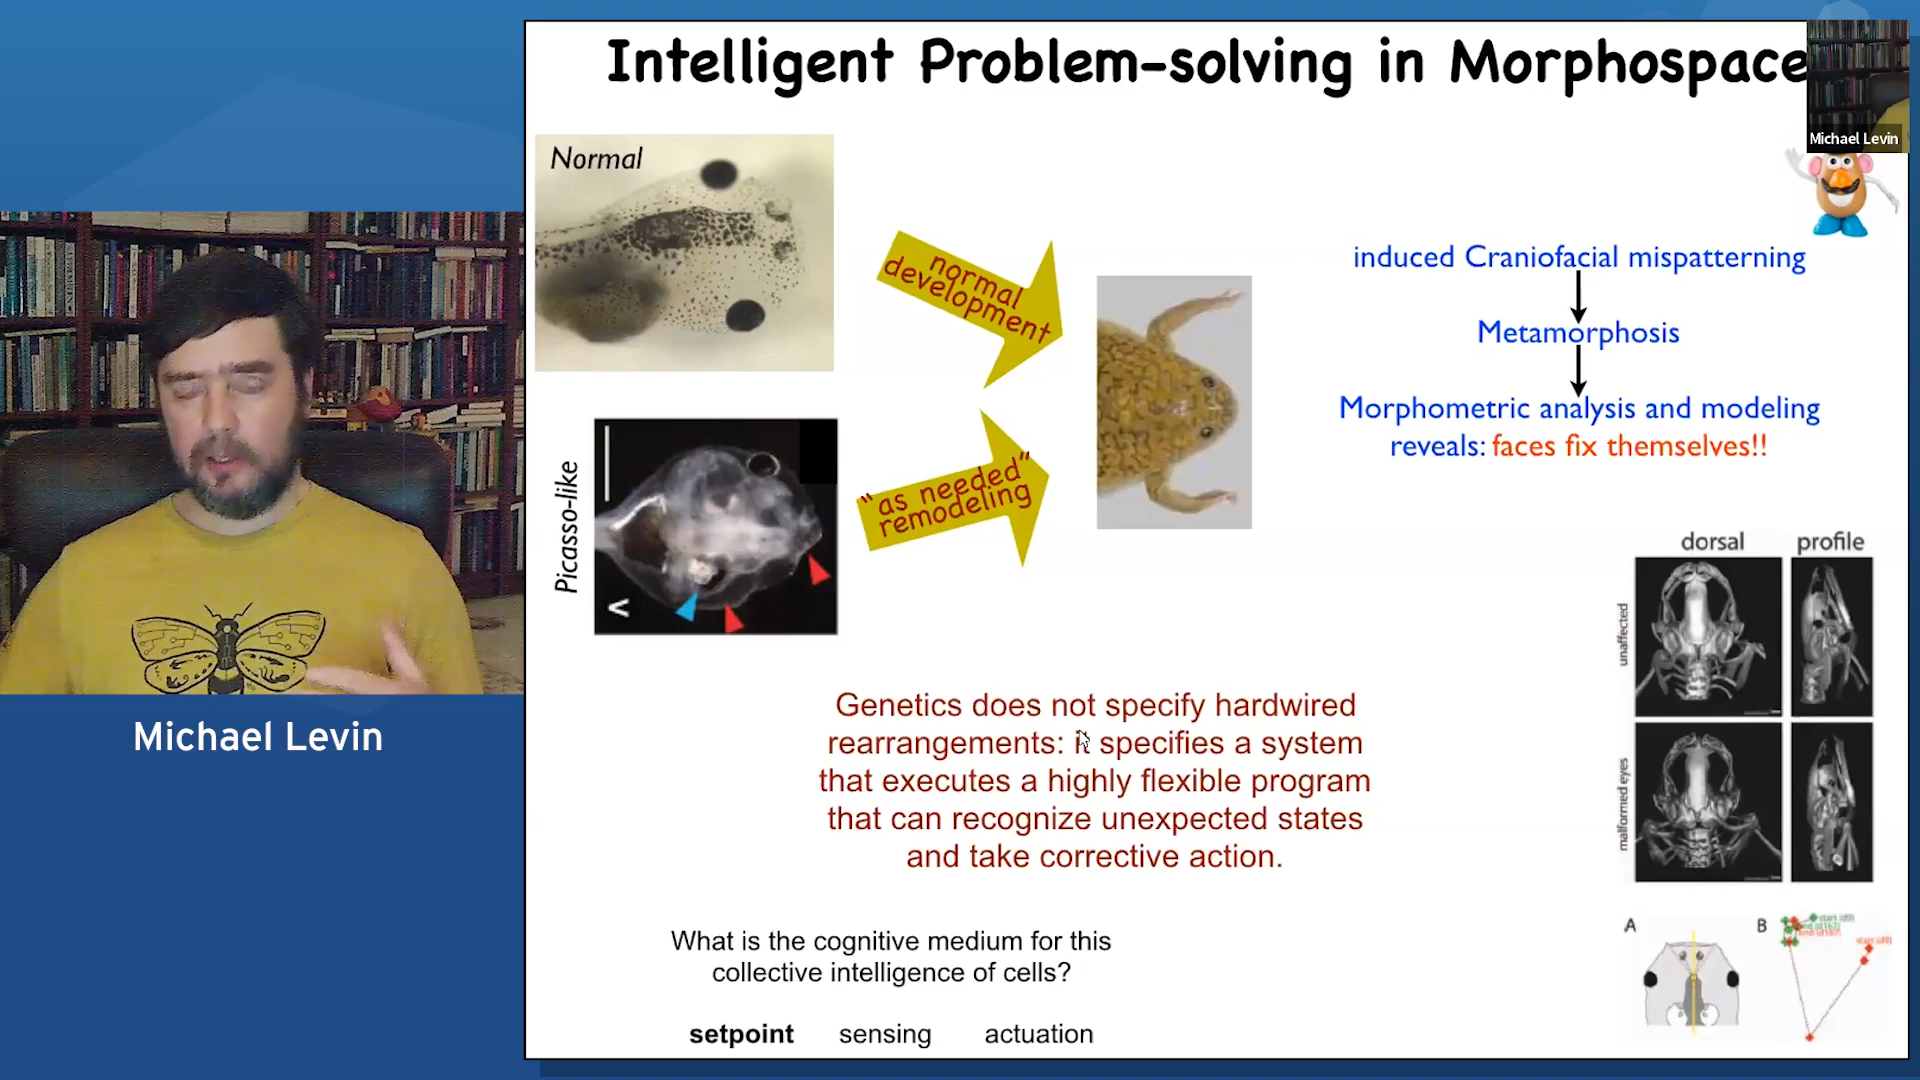 Intelligent Problem-solving in Morphospace
Michael Levin
Normal
normal
development
induced Craniofacial mispatterning
Metamorphosis
Morphometric analysis and modeling
reveals: faces fix themselves!!
Picasso-like
"as needed"
remodeling
<
dorsal profile
unaffected
malformed eyes
Genetics does not specify hardwired
rearrangements: it specifies a system
that executes a highly flexible program
that can recognize unexpected states
and take corrective action.
Michael Levin
What is the cognitive medium for this
collective intelligence of cells?
setpoint sensing actuation
A B